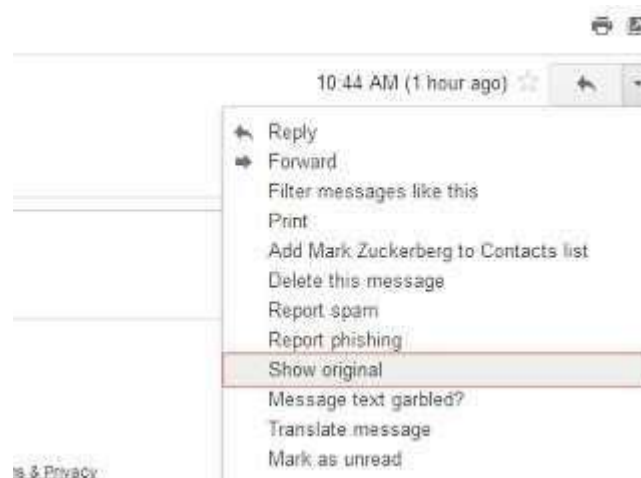 10:44 AM (1 hour ago)
Reply
Forward
Filter messages like this
Print
Add Mark Zuckerberg to Contacts list
Delete this message
Report spam
Report phishing
Show original
Message text garbled?
Translate message
Mark as unread
& Privacy